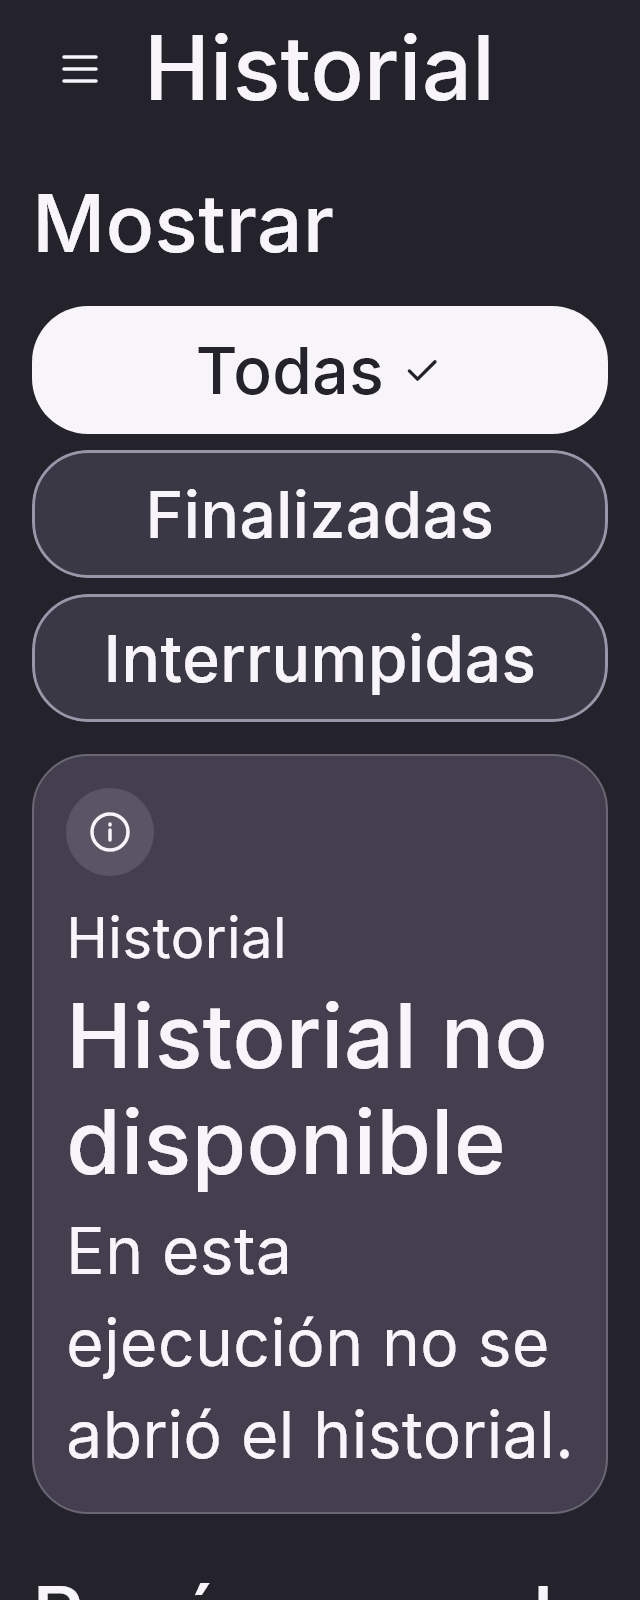 Historial
Mostrar
Todas
Finalizadas
Interrumpidas
Historial
Historial no
disponible
En esta
ejecución no se
abrió el historial.